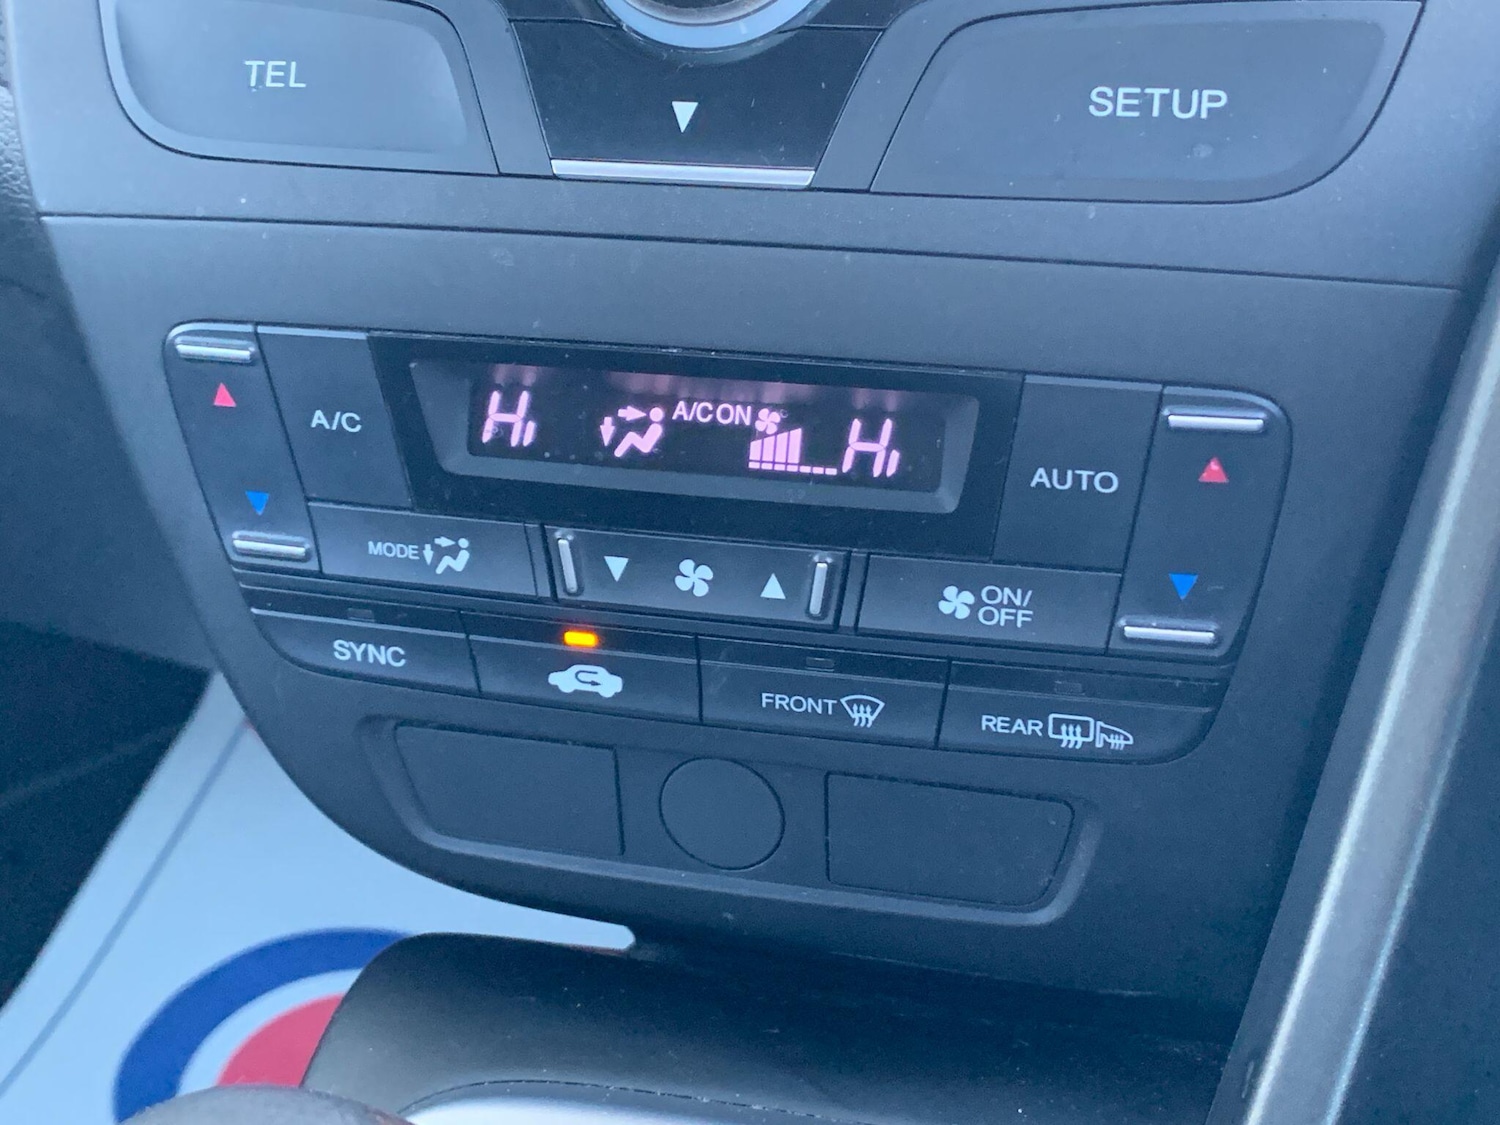 TEL
SETUP
A/C
Hi
A/C ON
Hi
AUTO
MODE
ON/
OFF
SYNC
FRONT
REAR